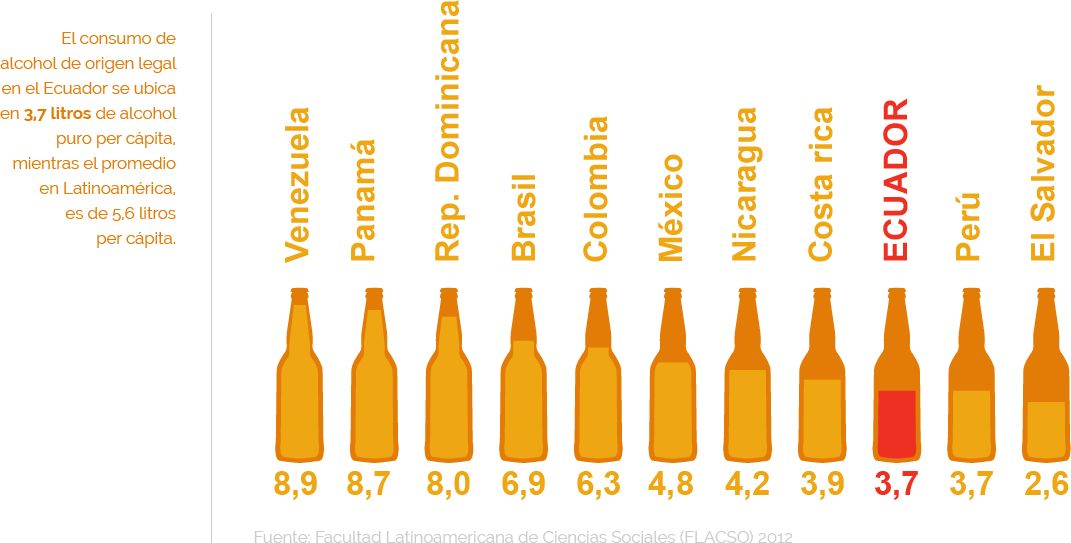 El consumo de
alcohol de origen legal
en el Ecuador se ubica
en 3,7 litros de alcohol
puro per cápita,
mientras el promedio
en Latinoamérica,
es de 5,6 litros
per cápita.
Venezuela
Panamá
Rep. Dominicana
Brasil
Colombia
México
Nicaragua
Costa rica
ECUADOR
Perú
El Salvador
8,9 8,7 8,0 6,9 6,3 4,8 4,2 3,9 3,7 3,7 2,6
Fuente: Facultad Latinoamericana de Ciencias Sociales (FLACSO) 2012